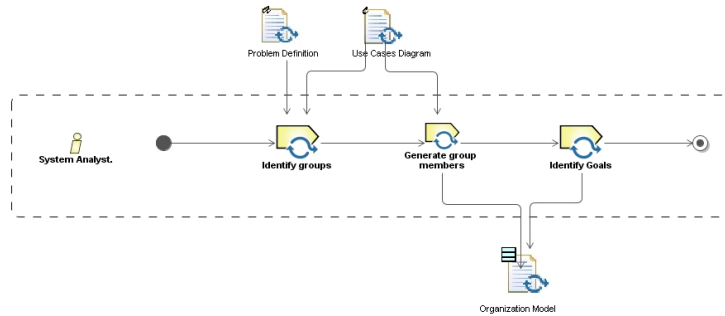 Problem Definition
Use Cases Diagram
System Analyst.
Identify groups
Generate group
members
Identify Goals
Organization Model